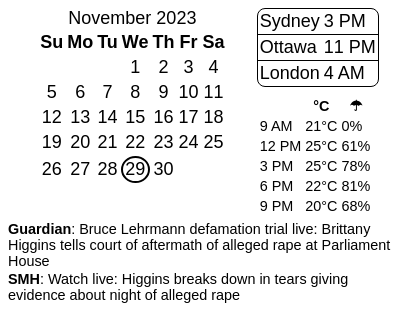 November 2023
Su Mo Tu We Th Fr Sa
1 2 3 4
5 6 7 8 9 10 11
12 13 14 15 16 17 18
19 20 21 22 23 24 25
26 27 28 29 30
Sydney 3 PM
Ottawa 11 PM
London 4 AM
°C ☂
9 AM 21°C 0%
12 PM 25°C 61%
3 PM 25°C 78%
6 PM 22°C 81%
9 PM 20°C 68%
Guardian: Bruce Lehrmann defamation trial live: Brittany
Higgins tells court of aftermath of alleged rape at Parliament
House
SMH: Watch live: Higgins breaks down in tears giving
evidence about night of alleged rape